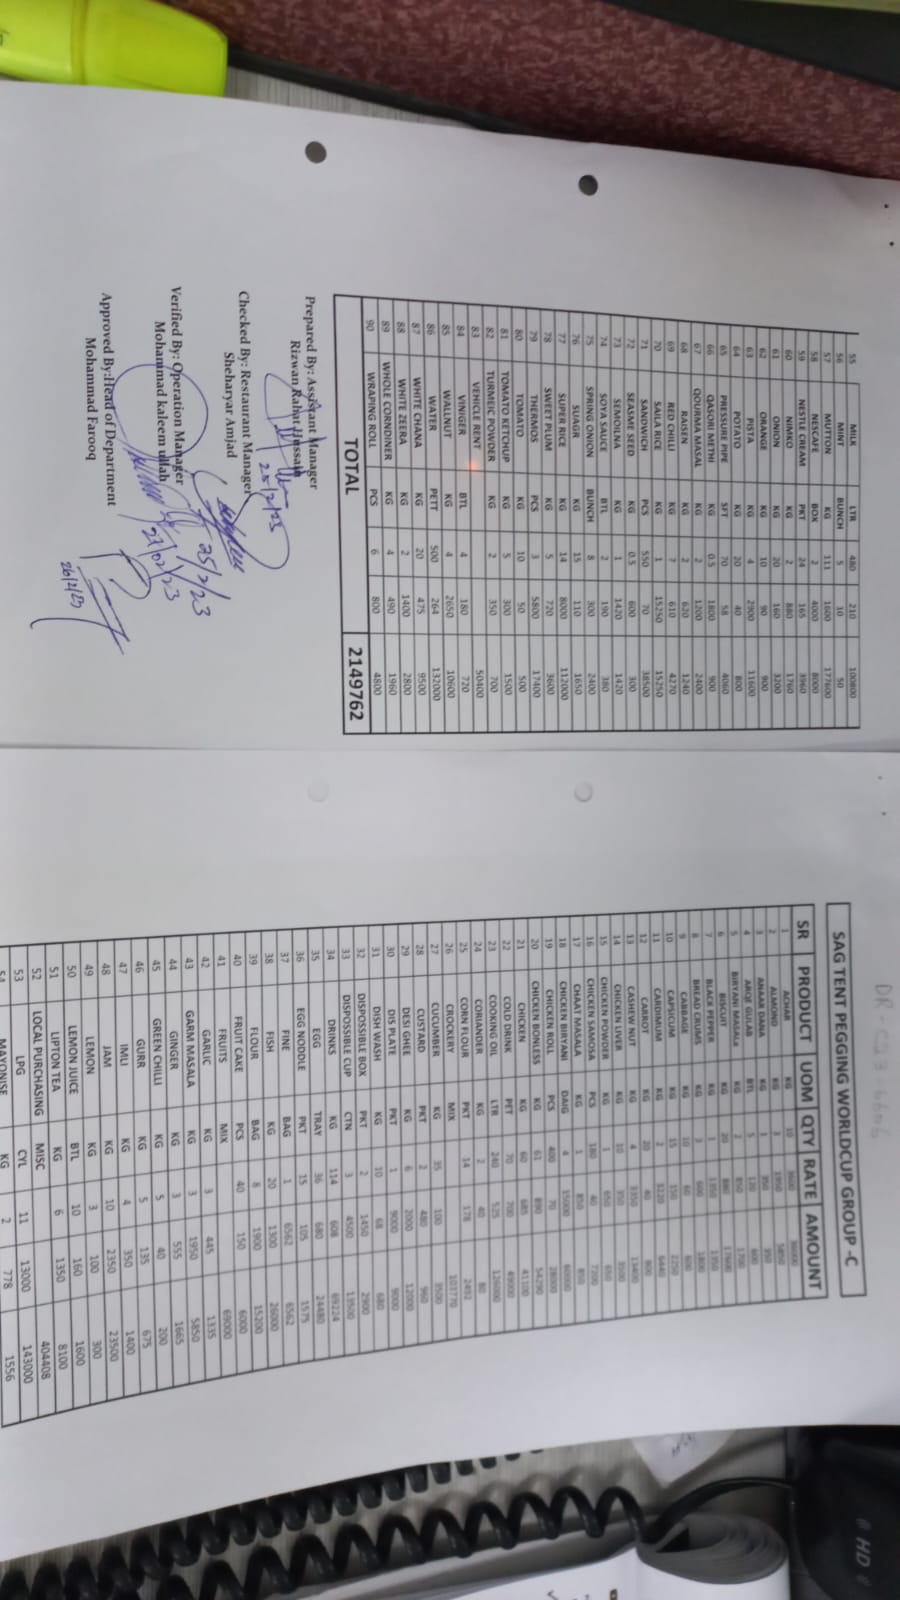 SAG TENT PEGGING WORLDCUP GROUP -C
SR PRODUCT UOM QTY RATE AMOUNT
1 ACHAR KG 10 3600 36000
2 ALMOND KG 3 1950 5850
3 ANAAR DANA KG 1 350 350
4 ARQE GULAB BTL 5 120 600
5 BIRYANI MASALA KG 2 850 1700
6 BISCUIT KG 20 880 17600
7 BLACK PEPPER KG 1 1350 1350
8 BREAD CRUMS KG 3 600 1800
9 CABBAGE KG 10 60 600
10 CAPSICUM KG 15 150 2250
11 CARDIMUM KG 2 3220 6440
12 CARROT KG 20 40 800
13 CASHEW NUT KG 4 3350 13400
14 CHICKEN LIVER KG 10 350 3500
15 CHICKEN POWDER KG 1 650 650
16 CHICKEN SAMOSA PCS 180 40 7200
17 CHAAT MASALA KG 1 850 850
18 CHICKEN BIRYANI DAIG 4 15000 60000
19 CHICKEN ROLL PCS 400 70 28000
20 CHICKEN BONLESS KG 61 890 54290
21 CHICKEN KG 60 685 41100
22 COLD DRINK PET 70 700 49000
23 COOKING OIL LTR 240 525 126000
24 CORIANDER KG 2 40 80
25 CORN FLOUR PKT 14 178 2492
26 CROCKERY MIX 103770
27 CUCUMBER KG 35 100 3500
28 CUSTARD PKT 2 480 960
29 DESI GHEE KG 6 2000 12000
30 DIS PLATE PKT 1 9000 9000
31 DISH WASH KG 10 68 680
32 DISPOSSIBLE BOX PKT 2 1450 2900
33 DISPOSSIBLE CUP CTN 3 4500 13500
34 DRINKS KG 114 608 69224
35 EGG TRAY 36 680 24480
36 EGG NODDLE PKT 15 105 1575
37 FINE BAG 1 6562 6562
38 FISH KG 20 1300 26000
39 FLOUR BAG 8 1900 15200
40 FRUIT CAKE PCS 40 150 6000
41 FRUITS MIX 69000
42 GARLIC KG 3 445 1335
43 GARM MASALA KG 3 1950 5850
44 GINGER KG 3 555 1665
45 GREEN CHILLI KG 5 40 200
46 GURR KG 5 135 675
47 IMLI KG 4 350 1400
48 JAM KG 10 2350 23500
49 LEMON KG 3 100 300
50 LEMON JUICE BTL 10 160 1600
51 LIPTON TEA KG 6 1350 8100
52 LOCAL PURCHASING MISC 404408
53 LPG CYL 11 13000 143000
54 MAYONISE KG 2 778 1556
55 MILK LTR 480 210 100800
56 MINT BUNCH 5 10 50
57 MUTTON KG 111 1600 177600
58 NESCAFE BOX 2 4000 8000
59 NESTLE CREAM PKT 24 165 3960
60 NIMKO KG 2 880 1760
61 ONION KG 20 160 3200
62 ORANGE KG 10 90 900
63 PISTA KG 4 2900 11600
64 POTATO KG 20 40 800
65 PRESSURE PIPE SFT 70 58 4060
66 QASORI METHI KG 0.5 1800 900
67 QOURMA MASAL KG 2 1200 2400
68 RAISEN KG 2 620 1240
69 RED CHILLI KG 7 610 4270
70 SAILA RICE KG 1 15250 15250
71 SANDWICH PCS 550 70 38500
72 SEASME SEED KG 0.5 600 300
73 SEMOILNA KG 1 1420 1420
74 SOYA SAUCE BTL 2 190 380
75 SPRING ONION BUNCH 8 300 2400
76 SUAGR KG 15 110 1650
77 SUPER RICE KG 14 8000 112000
78 SWEET PLUM KG 5 720 3600
79 THERMOS PCS 3 5800 17400
80 TOMATO KG 10 50 500
81 TOMATO KETCHUP KG 5 300 1500
82 TURMEIC POWDER KG 2 350 700
83 VEHICLE RENT 50400
84 VINIGER BTL 4 180 720
85 WALLNUT KG 4 2650 10600
86 WATER PETT 500 264 132000
87 WHITE CHANA KG 20 475 9500
88 WHITE ZEERA KG 2 1400 2800
89 WHOLE CORNDINER KG 4 490 1960
90 WRAPING ROLL PCS 6 800 4800
TOTAL 2149762
Prepared By: Assistant Manager
Rizwan Rahat Hussain
25/2/23
Checked By: Restaurant Manager
Sheharyar Amjad
25/2/23
Verified By: Operation Manager
Mohammad kaleem ullah
27/02/23
Approved By:Head of Department
Mohammad Farooq
26/2/23
HD